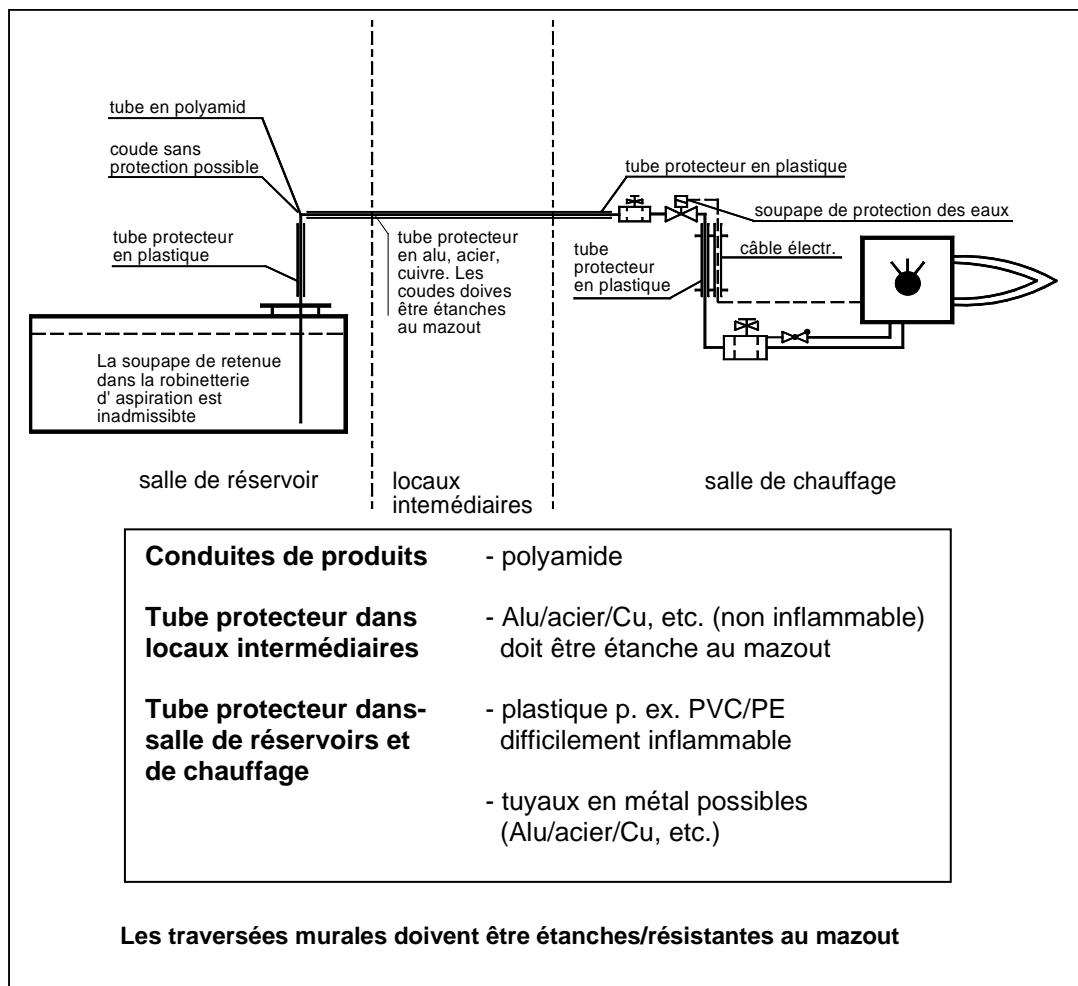 tube en polyamid
coude sans
protection possible
tube protecteur
en plastique
La soupape de retenue
dans la robinetterie
d' aspiration est
inadmissibte
tube protecteur
en alu, acier,
cuivre. Les
coudes doives
être étanches
au mazout
tube protecteur en plastique
soupape de protection des eaux
tube
protecteur
en plastique
câble électr.
salle de réservoir
locaux
intemédiaires
salle de chauffage
Conduites de produits - polyamide
Tube protecteur dans - Alu/acier/Cu, etc. (non inflammable)
locaux intermédiaires doit être étanche au mazout
Tube protecteur dans- - plastique p. ex. PVC/PE
salle de réservoirs et difficilement inflammable
de chauffage
- tuyaux en métal possibles
(Alu/acier/Cu, etc.)
Les traversées murales doivent être étanches/résistantes au mazout